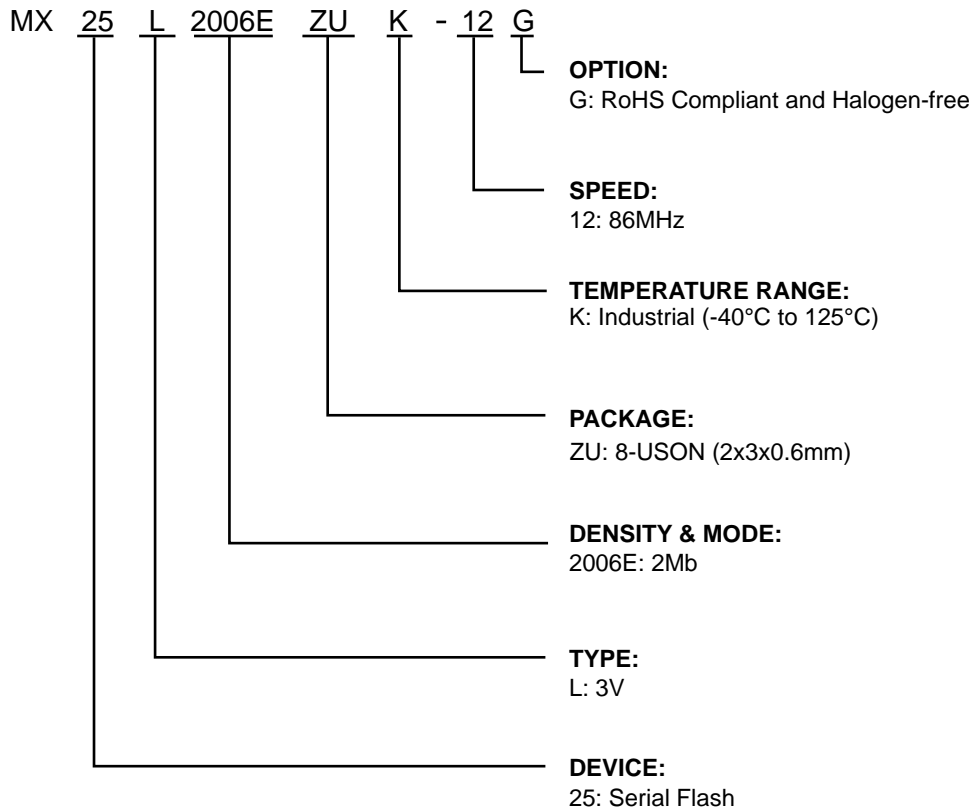 MX 25 L 2006E ZU K - 12 G
OPTION:
G: RoHS Compliant and Halogen-free
SPEED:
12: 86MHz
TEMPERATURE RANGE:
K: Industrial (-40°C to 125°C)
PACKAGE:
ZU: 8-USON (2x3x0.6mm)
DENSITY & MODE:
2006E: 2Mb
TYPE:
L: 3V
DEVICE:
25: Serial Flash